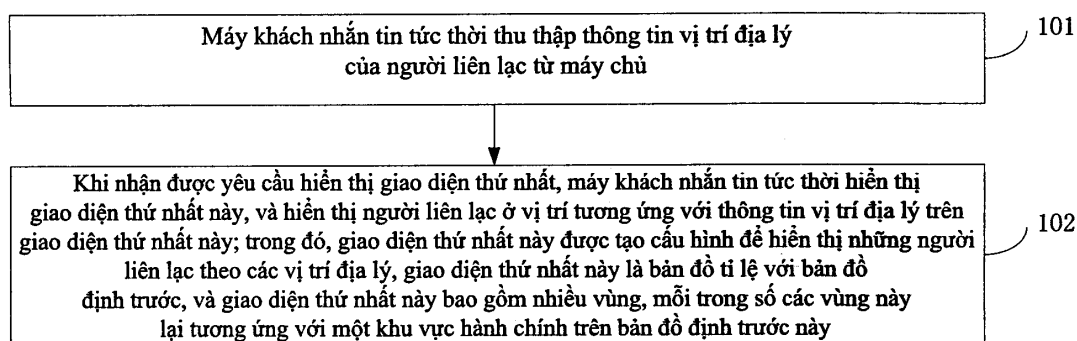 Máy khách nhắn tin tức thời thu thập thông tin vị trí địa lý
của người liên lạc từ máy chủ
101
Khi nhận được yêu cầu hiển thị giao diện thứ nhất, máy khách nhắn tin tức thời hiển thị
giao diện thứ nhất này, và hiển thị người liên lạc ở vị trí tương ứng với thông tin vị trí địa lý trên
giao diện thứ nhất này; trong đó, giao diện thứ nhất này được tạo cấu hình để hiển thị những người
liên lạc theo các vị trí địa lý, giao diện thứ nhất này là bản đồ tỉ lệ với bản đồ
định trước, và giao diện thứ nhất này bao gồm nhiều vùng, mỗi trong số các vùng này
lại tương ứng với một khu vực hành chính trên bản đồ định trước này
102